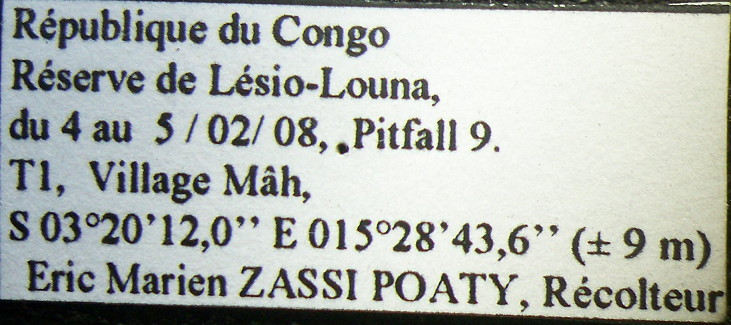 République du Congo
Réserve de Lésio-Louna,
du 4 au 5 / 02/ 08, .Pitfall 9.
T1, Village Mâh,
S 03°20’12,0’’ E 015°28’43,6’’ (± 9 m)
Eric Marien ZASSI POATY, Récolteur